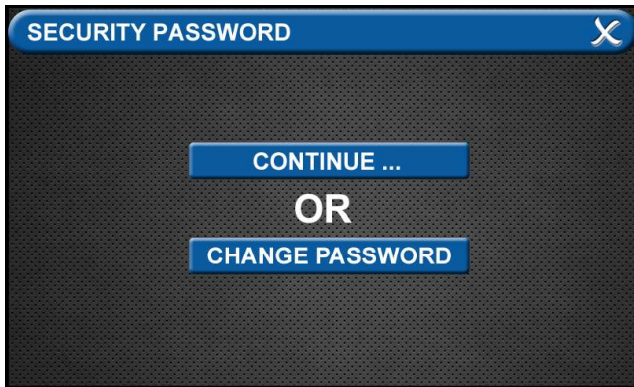 SECURITY PASSWORD
CONTINUE ...
OR
CHANGE PASSWORD